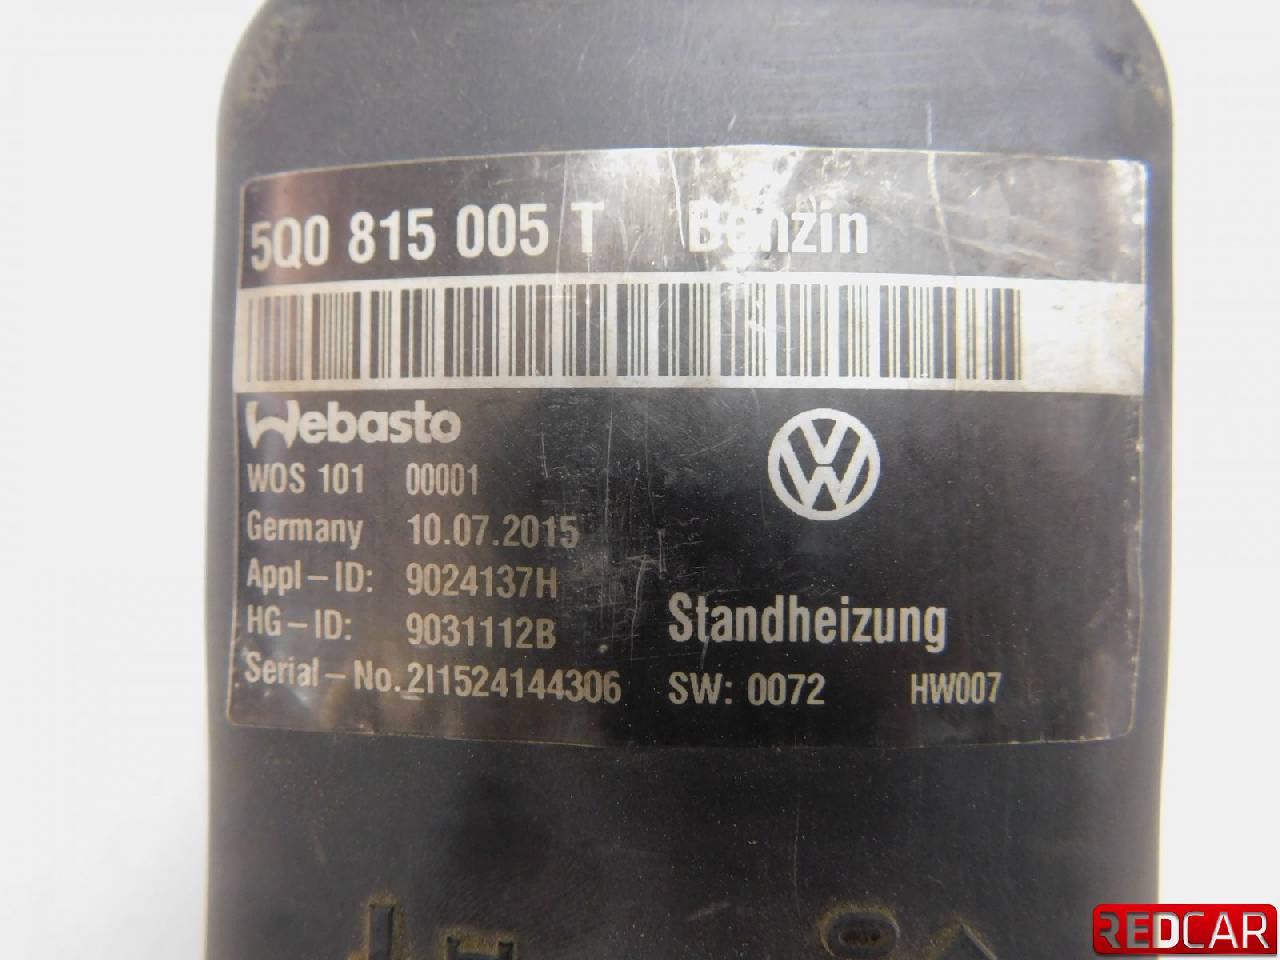 5Q0 815 005 T Benzin
Webasto
WOS 101 00001
Germany 10.07.2015
Appl-ID: 9024137H
HG-ID: 9031112B
Standheizung
Serial-No. 2I1524144306 SW: 0072 HW007
REDCAR